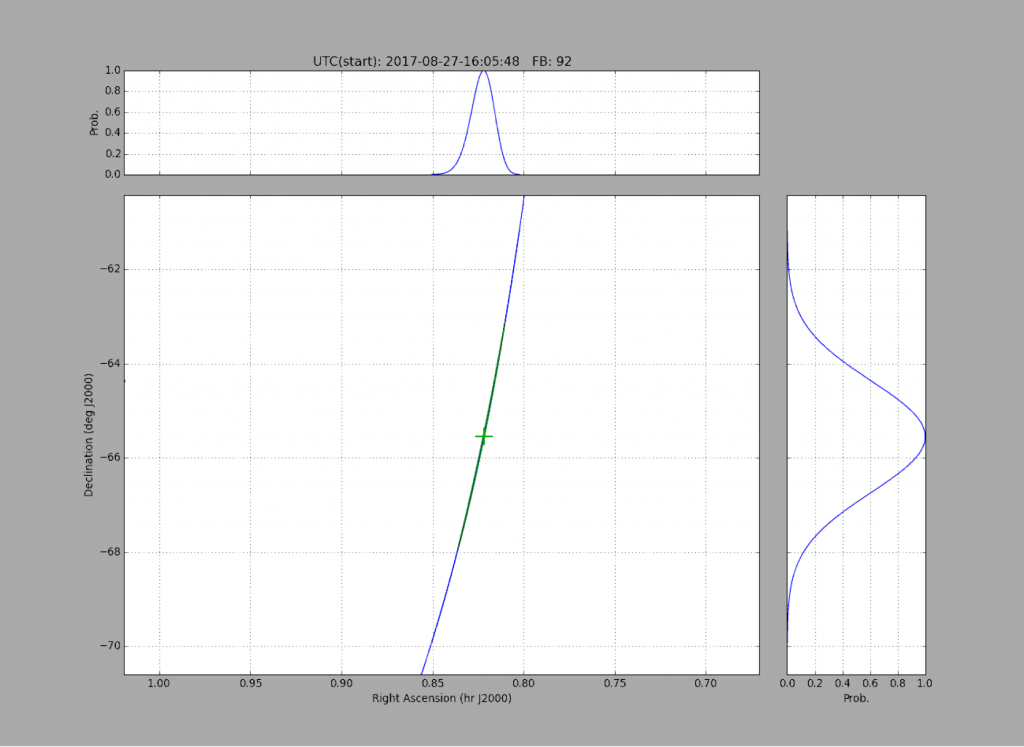 UTC(start): 2017-08-27-16:05:48   FB: 92
1.0
0.8
0.6
0.4
0.2
0.0
Prob.
−62
−64
−66
−68
−70
Declination (deg J2000)
1.00 0.95 0.90 0.85 0.80 0.75 0.70
Right Ascension (hr J2000)
0.0 0.2 0.4 0.6 0.8 1.0
Prob.